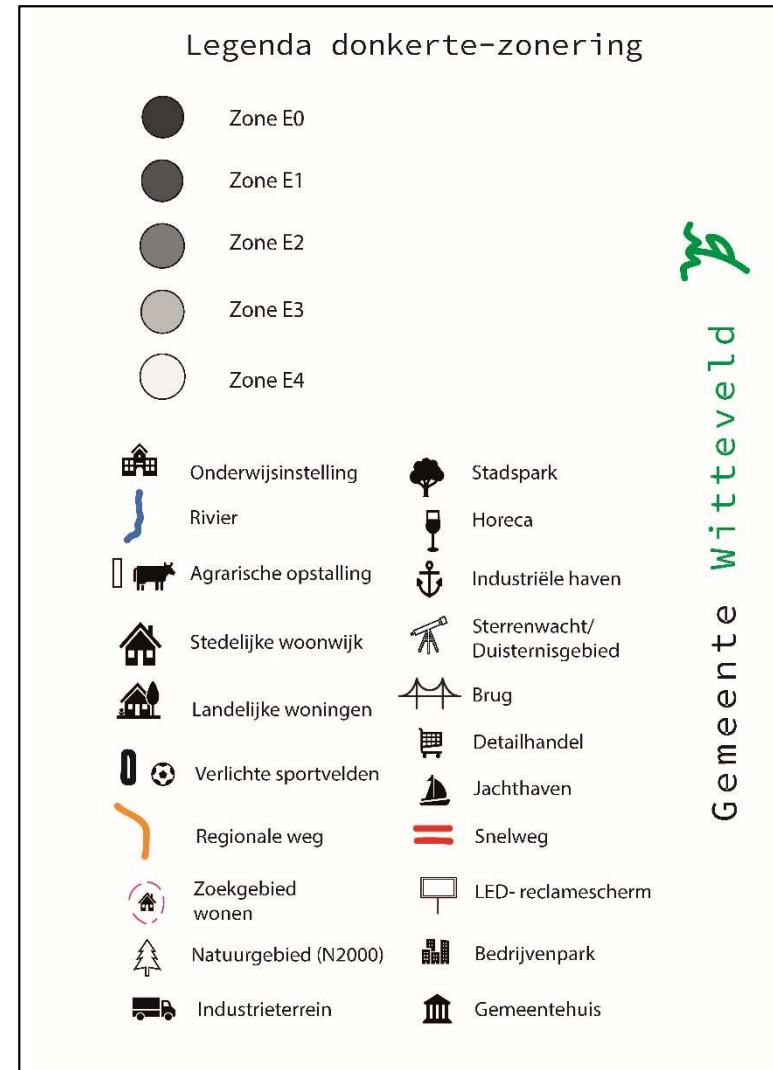 Legenda donkerte-zonering
Zone E0
Zone E1
Zone E2
Zone E3
Zone E4
Onderwijsinstelling
Rivier
Agrarische opstalling
Stedelijke woonwijk
Landelijke woningen
Verlichte sportvelden
Regionale weg
Zoekgebied
wonen
Natuurgebied (N2000)
Industrieterrein
Stadspark
Horeca
Industriële haven
Sterrenwacht/
Duisternisgebied
Brug
Detailhandel
Jachthaven
Snelweg
LED- reclamescherm
Bedrijvenpark
Gemeentehuis
Gemeente Witteveld